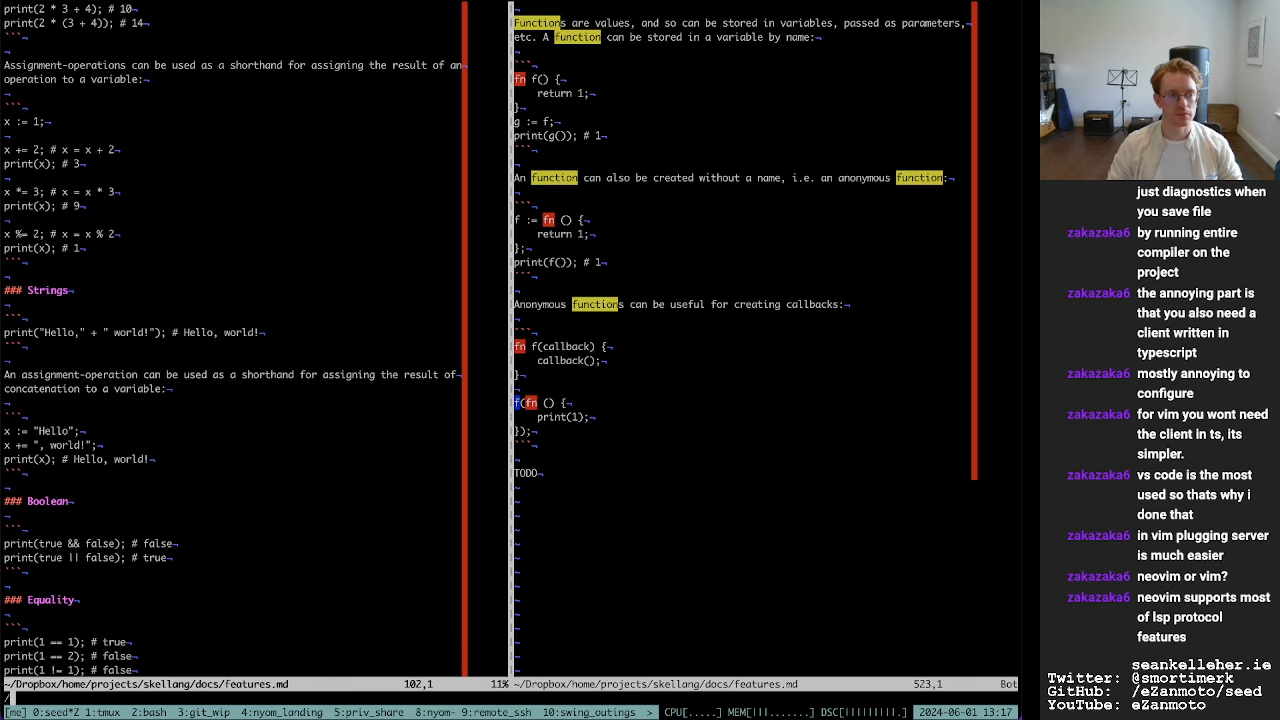 print(2 * 3 + 4); # 10
print(2 * (3 + 4)); # 14
```
Assignment-operations can be used as a shorthand for assigning the result of an
operation to a variable:
```
x := 1;
x += 2; # x = x + 2
print(x); # 3
x *= 3; # x = x * 3
print(x); # 9
x %= 2; # x = x % 2
print(x); # 1
```
### Strings
```
print("Hello," + " world!"); # Hello, world!
```
An assignment-operation can be used as a shorthand for assigning the result of
concatenation to a variable:
```
x := "Hello";
x += ", world!";
print(x); # Hello, world!
```
### Boolean
```
print(true && false); # false
print(true || false); # true
```
### Equality
```
print(1 == 1); # true
print(1 == 2); # false
print(1 != 1); # false
~/Dropbox/home/projects/skellang/docs/features.md 102,1 11%
Functions are values, and so can be stored in variables, passed as parameters,
etc. A function can be stored in a variable by name:
```
fn f() {
return 1;
}
g := f;
print(g()); # 1
```
An function can also be created without a name, i.e. an anonymous function:
```
f := fn () {
return 1;
};
print(f()); # 1
```
Anonymous functions can be useful for creating callbacks:
```
fn f(callback) {
callback();
}
f(fn () {
print(1);
});
```
TODO
~
~
~
~
~
~
~
~
~
~
~
~
~
~
~/Dropbox/home/projects/skellang/docs/features.md 523,1 Bot
/
[me] 0:seed*Z 1:tmux 2:bash 3:git_wip 4:nyom_landing 5:priv_share 8:nyom- 9:remote_ssh 10:swing_outings > CPU[.....] MEM[|||.......] DSC[|||||||||.] 2024-06-01 13:17
just diagnostics when
you save file
zakazaka6 by running entire
compiler on the
project
zakazaka6 the annoying part is
that you also need a
client written in
typescript
zakazaka6 mostly annoying to
configure
zakazaka6 for vim you wont need
the client in ts, its
simpler.
zakazaka6 vs code is the most
used so thats why i
done that
zakazaka6 in vim plugging server
is much easier
zakazaka6 neovim or vim?
zakazaka6 neovim supports most
of lsp protocol
features
Website: seankelleher.ie
Twitter: @smortimerk
GitHub/YouTube: /ezanmoto